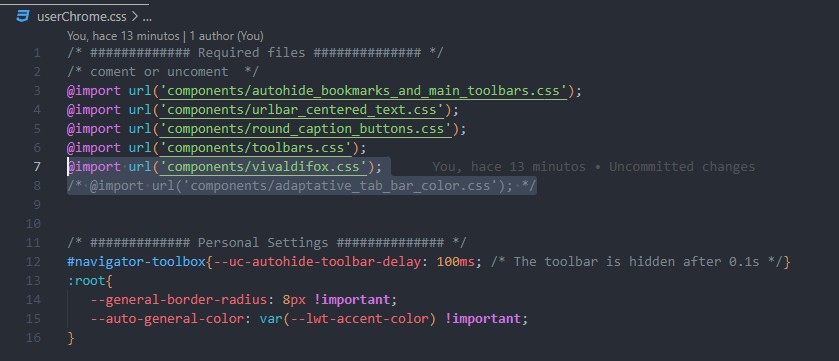 userChrome.css > ...
You, hace 13 minutos | 1 author (You)
1 /* ############# Required files ############## */
2 /* coment or uncoment  */
3 @import url('components/autohide_bookmarks_and_main_toolbars.css');
4 @import url('components/urlbar_centered_text.css');
5 @import url('components/round_caption_buttons.css');
6 @import url('components/toolbars.css');
7 @import url('components/vivaldifox.css'); You, hace 13 minutos • Uncommitted changes
8 /* @import url('components/adaptative_tab_bar_color.css'); */
9
10
11 /* ############# Personal Settings ############## */
12 #navigator-toolbox{--uc-autohide-toolbar-delay: 100ms; /* The toolbar is hidden after 0.1s */}
13 :root{
14 --general-border-radius: 8px !important;
15 --auto-general-color: var(--lwt-accent-color) !important;
16 }